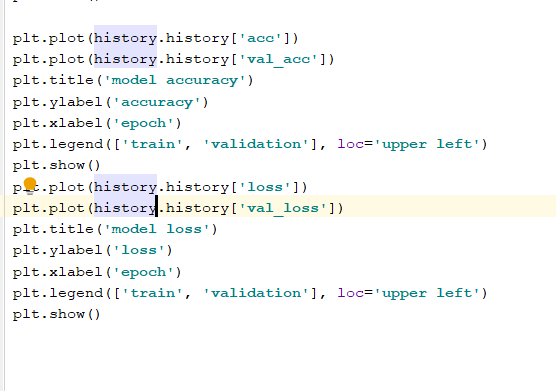 plt.plot(history.history['acc'])
plt.plot(history.history['val_acc'])
plt.title('model accuracy')
plt.ylabel('accuracy')
plt.xlabel('epoch')
plt.legend(['train', 'validation'], loc='upper left')
plt.show()
plt.plot(history.history['loss'])
plt.plot(history.history['val_loss'])
plt.title('model loss')
plt.ylabel('loss')
plt.xlabel('epoch')
plt.legend(['train', 'validation'], loc='upper left')
plt.show()